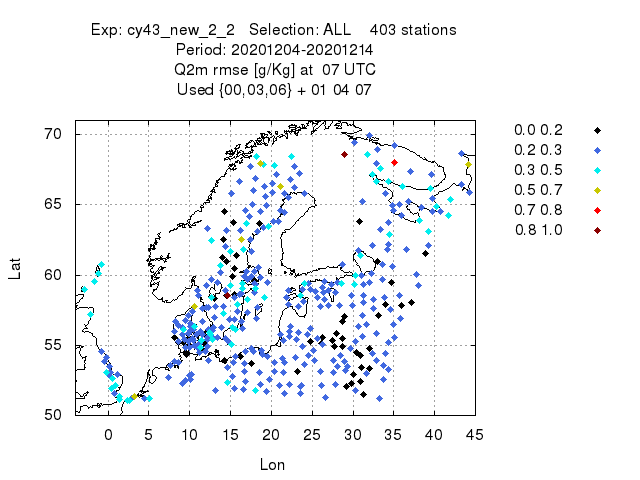 Exp: cy43_new_2_2 Selection: ALL 403 stations
Period: 20201204-20201214
Q2m rmse [g/Kg] at 07 UTC
Used {00,03,06} + 01 04 07
70
65
60
55
50
0 5 10 15 20 25 30 35 40 45
Lat
Lon
0.0 0.2
0.2 0.3
0.3 0.5
0.5 0.7
0.7 0.8
0.8 1.0